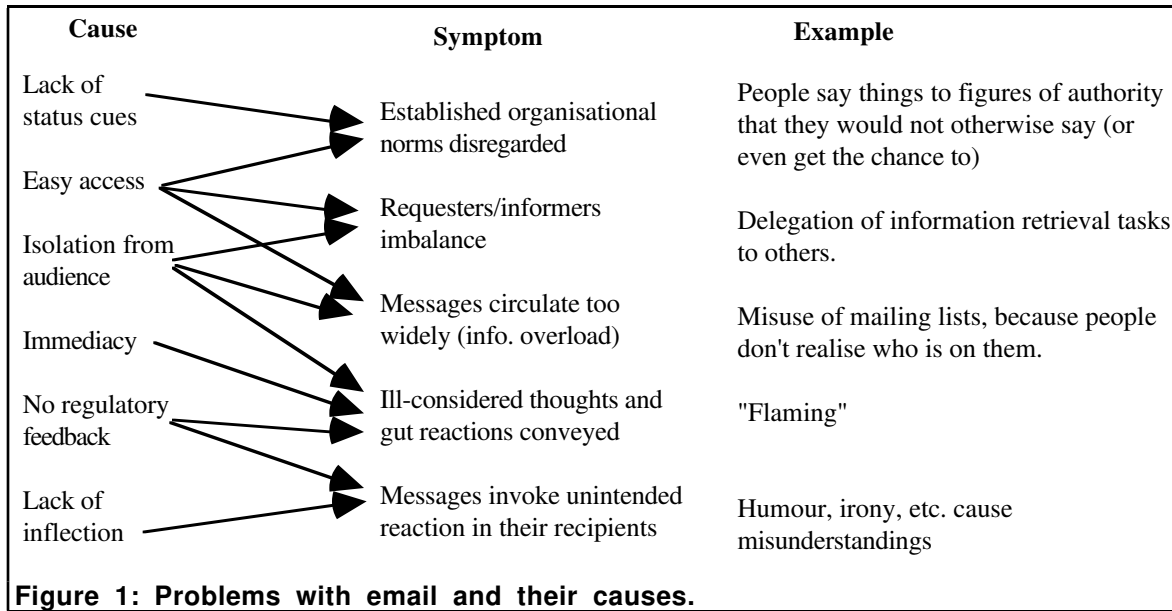 Cause
Symptom
Example
Lack of
status cues
Easy access
Isolation from
audience
Immediacy
No regulatory
feedback
Lack of
inflection
Established organisational
norms disregarded
Requesters/informers
imbalance
Messages circulate too
widely (info. overload)
Ill-considered thoughts and
gut reactions conveyed
Messages invoke unintended
reaction in their recipients
People say things to figures of authority
that they would not otherwise say (or
even get the chance to)
Delegation of information retrieval tasks
to others.
Misuse of mailing lists, because people
don't realise who is on them.
"Flaming"
Humour, irony, etc. cause
misunderstandings
Figure 1: Problems with email and their causes.